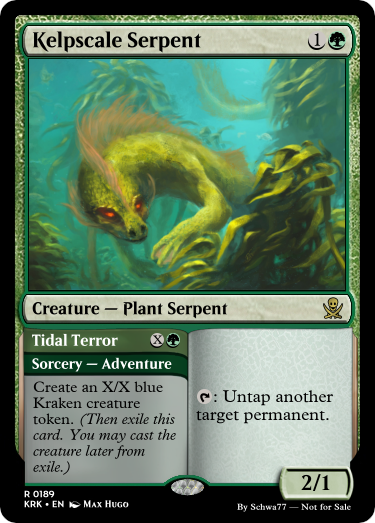 Kelpscale Serpent 1
Creature — Plant Serpent
Tidal Terror X
Sorcery — Adventure
Create an X/X blue
Kraken creature
token. (Then exile this
card. You may cast the
creature later from
exile.)
: Untap another
target permanent.
2/1
R 0189
KRK • EN Max Hugo
By Schwa77 — Not for Sale